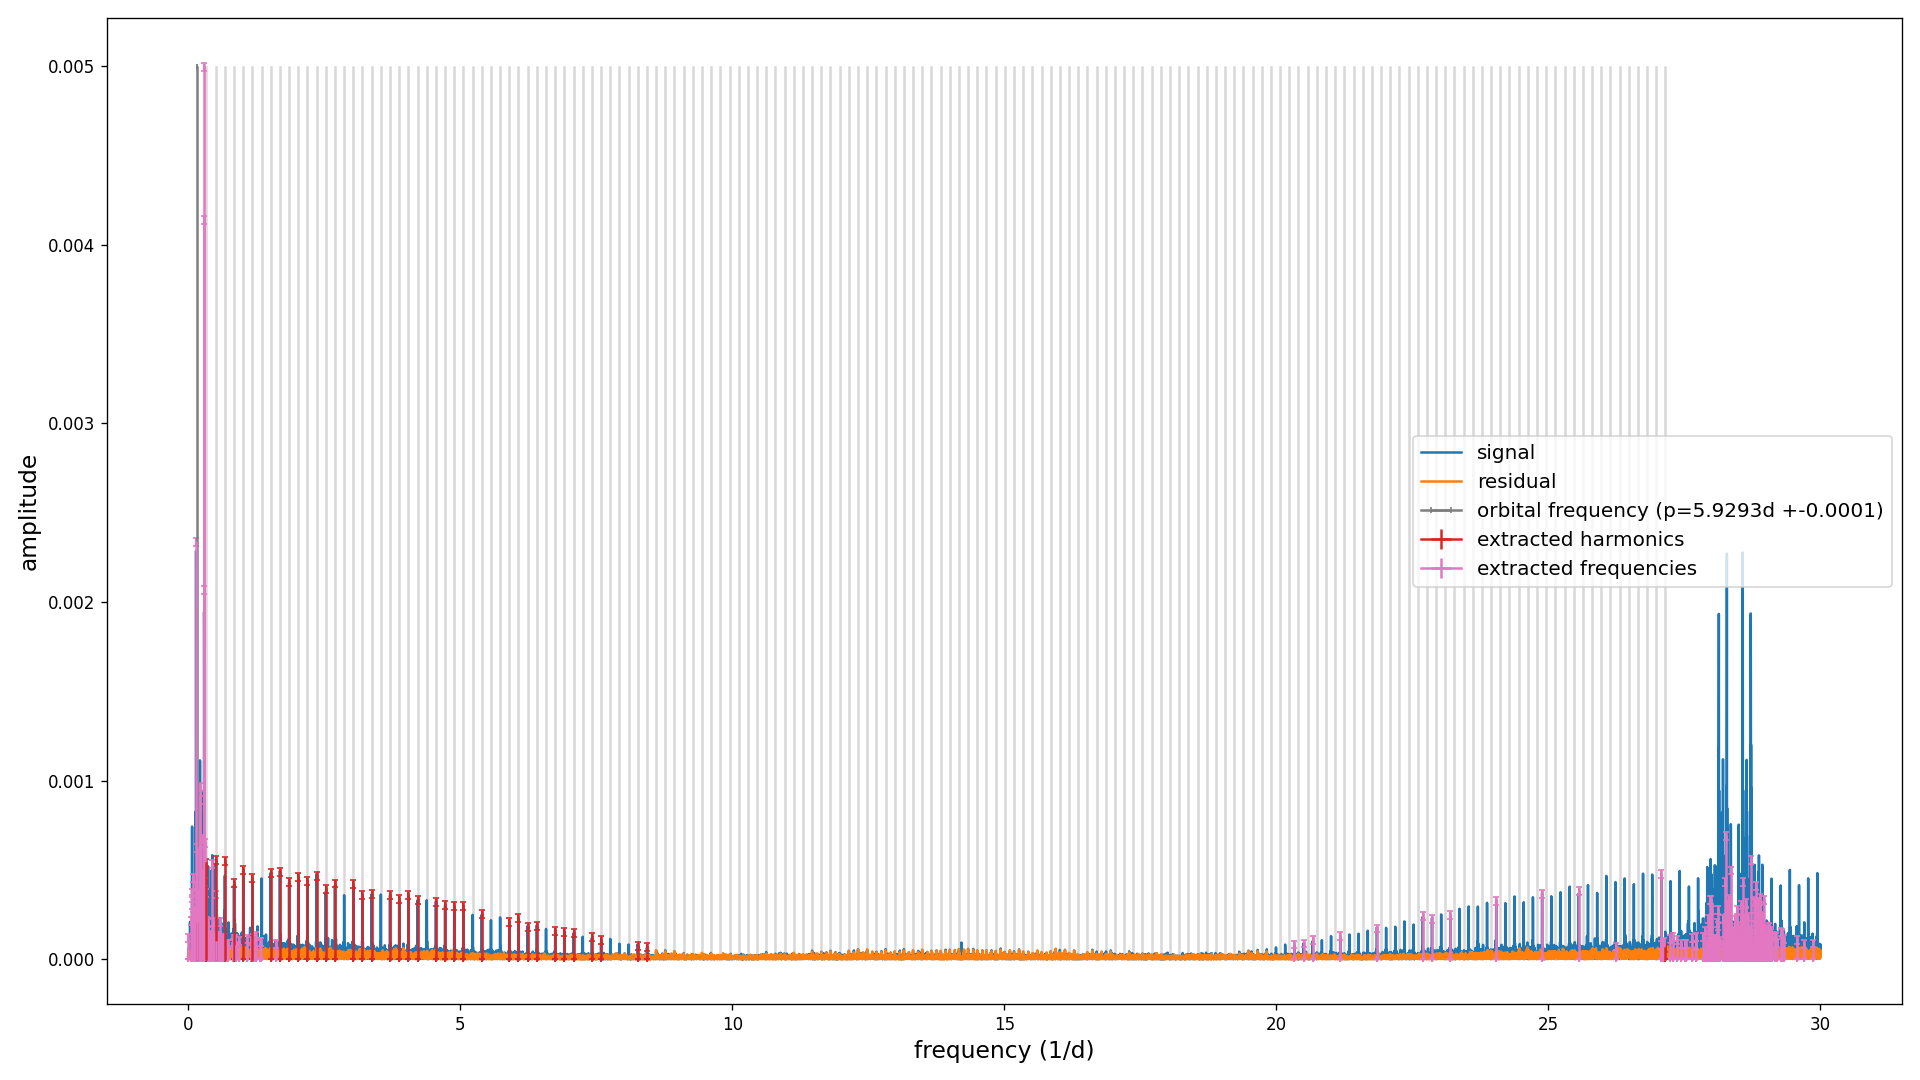 0.005
0.004
0.003
0.002
0.001
0.000
amplitude
signal
residual
orbital frequency (p=5.9293d +-0.0001)
extracted harmonics
extracted frequencies
0 5 10 15 20 25 30
frequency (1/d)